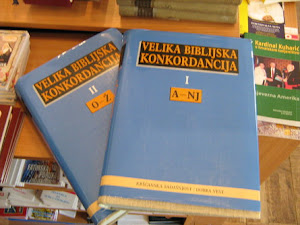 VELIKA BIBLIJSKA
KONKORDANCIJA
II
O-Ž
VELIKA BIBLIJSKA
KONKORDANCIJA
I
A-NJ
KRŠĆANSKA SADAŠNJOST / DOBRA VEST
Kardinal Kuharić